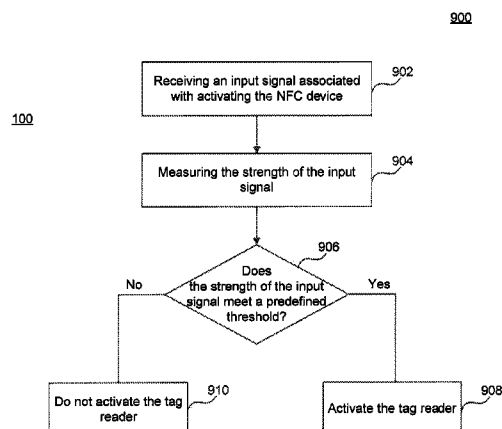 900
Receiving an input signal associated
with activating the NFC device
902
100
Measuring the strength of the input
signal
904
906
Does
the strength of the input
signal meet a predefined
threshold?
No
Yes
Do not activate the tag
reader
910
Activate the tag reader
908